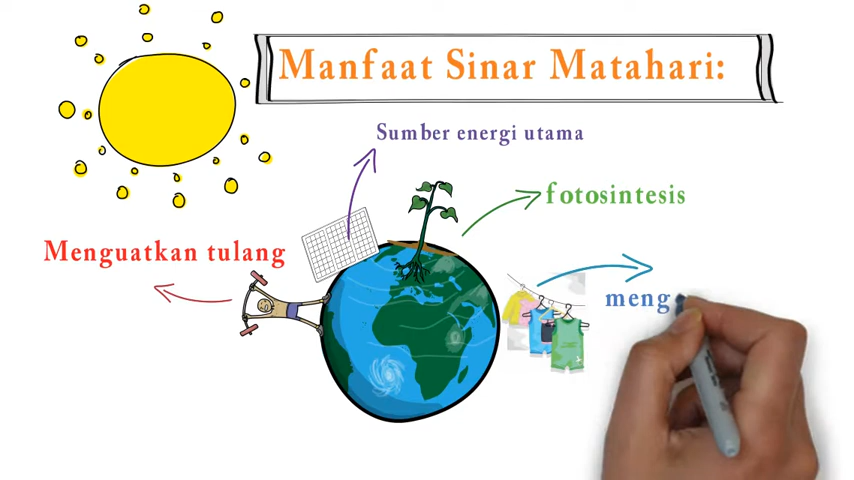 Manfaat Sinar Matahari:
Sumber energi utama
fotosintesis
Menguatkan tulang
meng